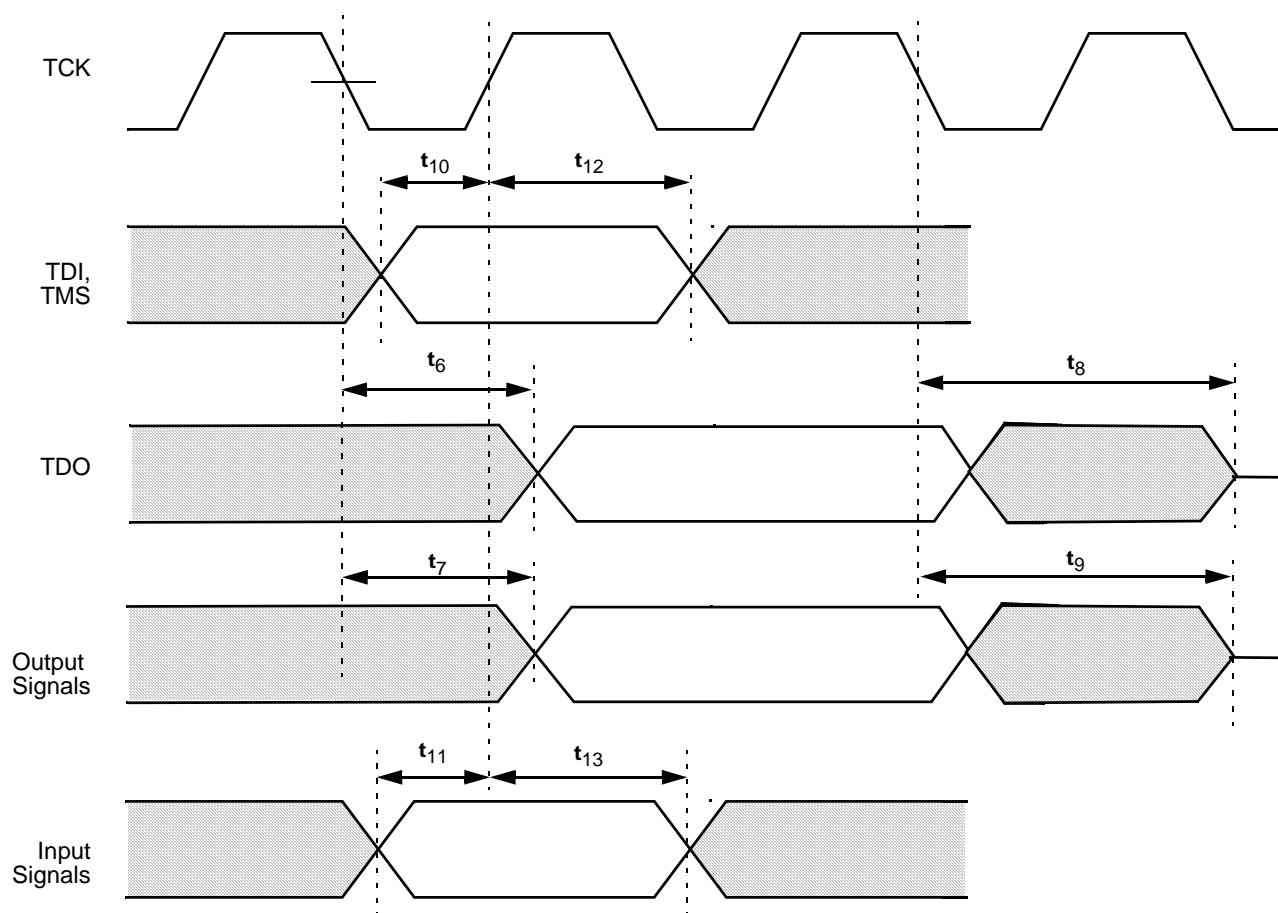 TCK
t10
t12
TDI,
TMS
t6
t8
TDO
t7
t9
Output
Signals
t11
t13
Input
Signals